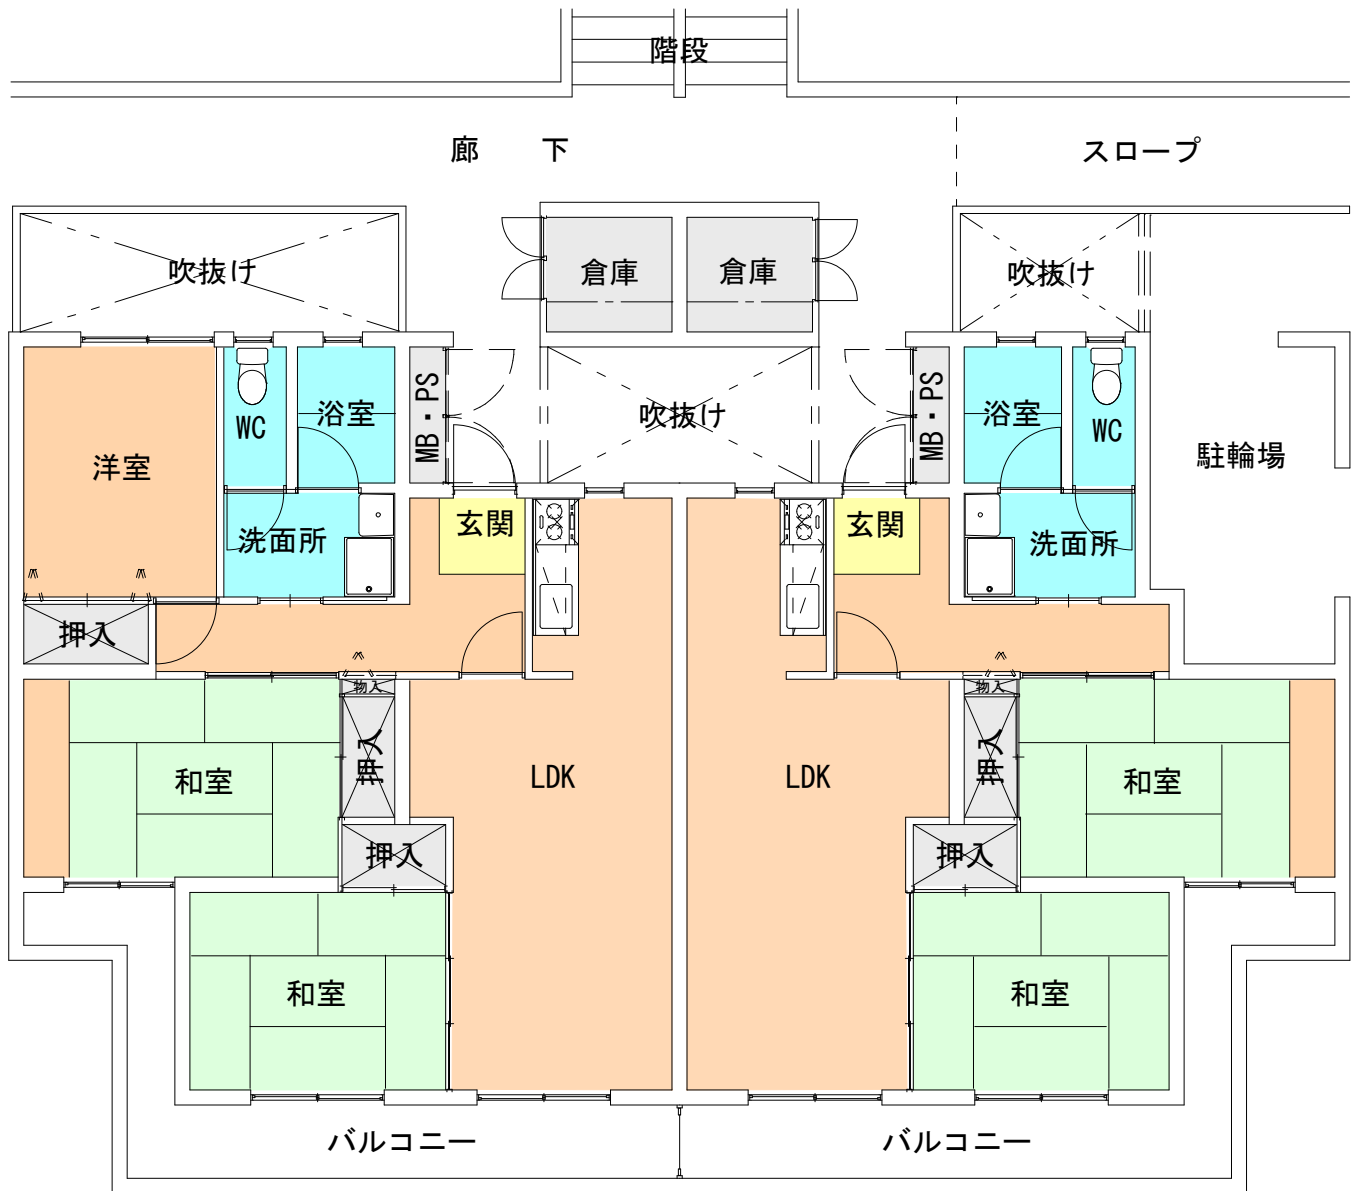 階段
廊　下
スロープ
吹抜け
倉庫
倉庫
吹抜け
洋室
WC
浴室
MB・PS
吹抜け
MB・PS
浴室
WC
駐輪場
洗面所
玄関
玄関
洗面所
押入
物入
物入
和室
押入
LDK
LDK
押入
和室
押入
押入
和室
和室
バルコニー
バルコニー